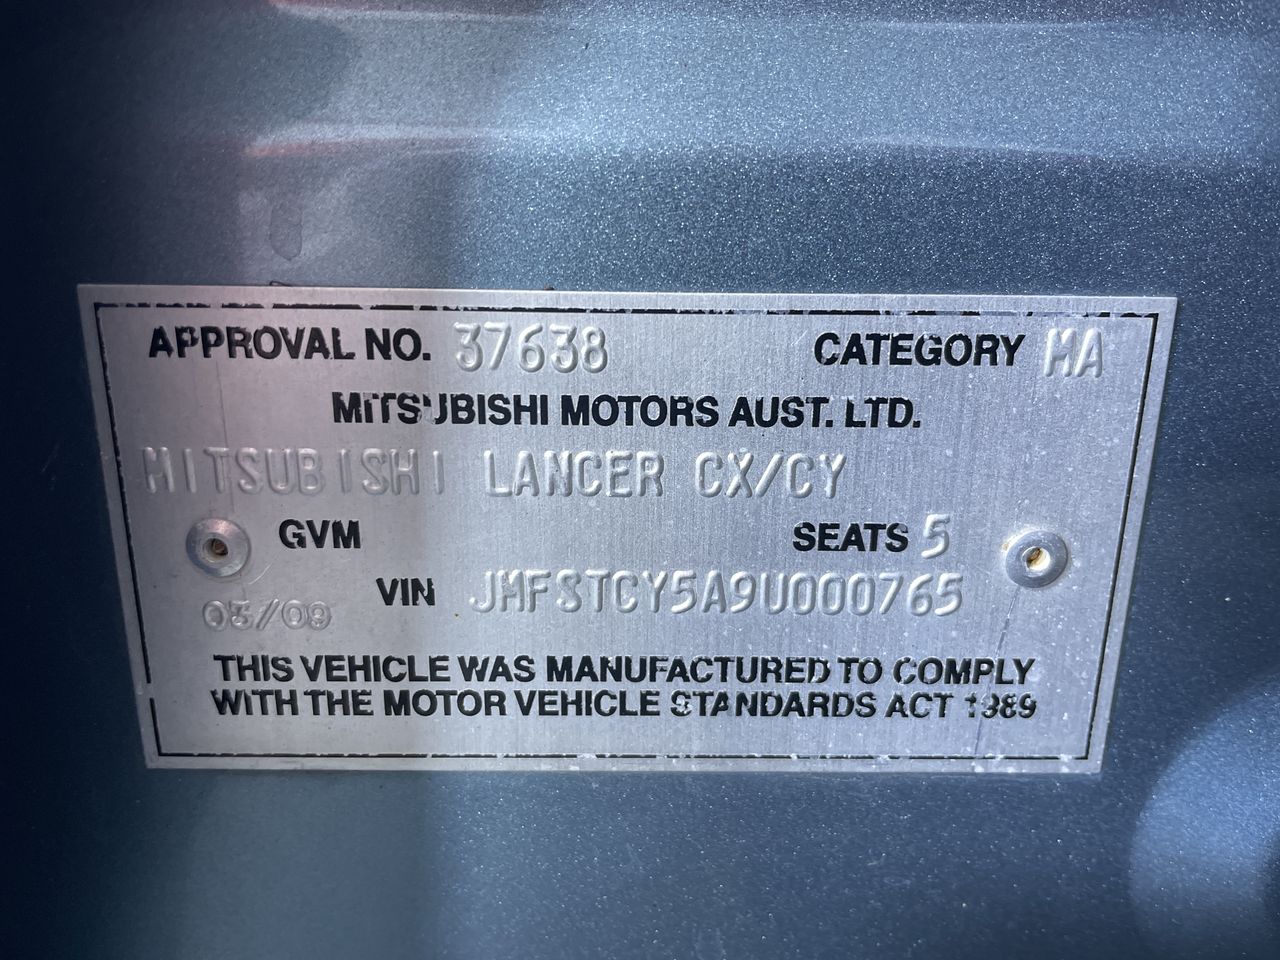 APPROVAL NO. 37638 CATEGORY MA
MITSUBISHI MOTORS AUST. LTD.
MITSUBISHI LANCER CX/CY
GVM SEATS 5
VIN JMFSTCY5A9U000765
03/09
THIS VEHICLE WAS MANUFACTURED TO COMPLY
WITH THE MOTOR VEHICLE STANDARDS ACT 1989